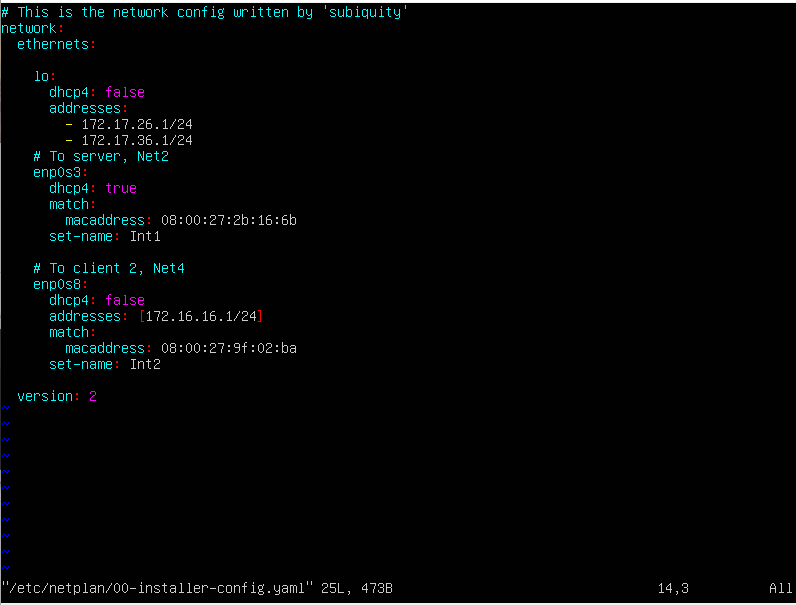 # This is the network config written by 'subiquity'
network:
  ethernets:

    lo:
      dhcp4: false
      addresses:
        - 172.17.26.1/24
        - 172.17.36.1/24
    # To server, Net2
    enp0s3:
      dhcp4: true
      match:
        macaddress: 08:00:27:2b:16:6b
      set-name: Int1

    # To client 2, Net4
    enp0s8:
      dhcp4: false
      addresses: [172.16.16.1/24]
      match:
        macaddress: 08:00:27:9f:02:ba
      set-name: Int2

  version: 2
~
~
~
~
~
~
~
~
~
~
~
"/etc/netplan/00-installer-config.yaml" 25L, 473B 14,3 All